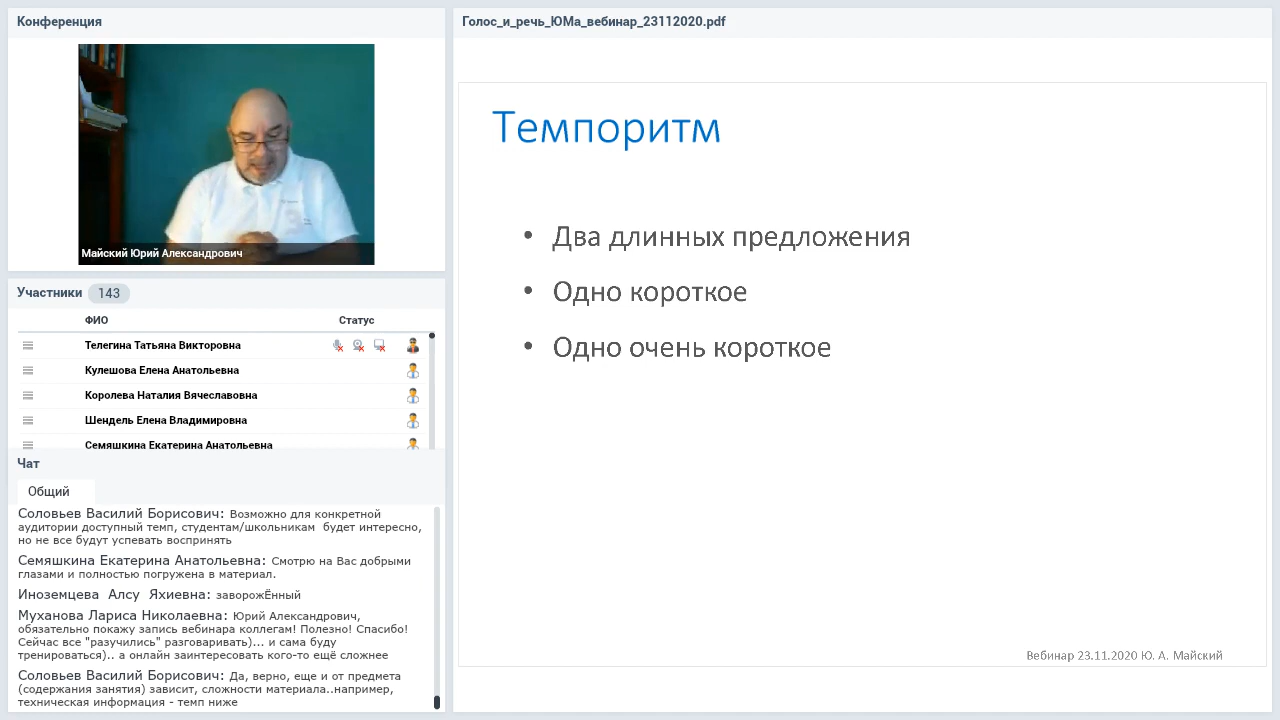 Конференция
Майский Юрий Александрович
Участники 143
ФИО Статус
Телегина Татьяна Викторовна
Кулешова Елена Анатольевна
Королева Наталия Вячеславовна
Шендель Елена Владимировна
Семяшкина Екатерина Анатольевна
Чат
Общий
Соловьев Василий Борисович: Возможно для конкретной
аудитории доступный темп, студентам/школьникам будет интересно,
но не все будут успевать воспринять
Семяшкина Екатерина Анатольевна: Смотрю на Вас добрыми
глазами и полностью погружена в материал.
Иноземцева Алсу Яхиевна: заворожЁнный
Муханова Лариса Николаевна: Юрий Александрович,
обязательно покажу запись вебинара коллегам! Полезно! Спасибо!
Сейчас все "разучились" разговаривать)... и сама буду
тренироваться).. а онлайн заинтересовать кого-то ещё сложнее
Соловьев Василий Борисович: Да, верно, еще и от предмета
(содержания занятия) зависит, сложности материала..например,
техническая информация - темп ниже
Голос_и_речь_ЮМа_вебинар_23112020.pdf
Темпоритм
• Два длинных предложения
• Одно короткое
• Одно очень короткое
Вебинар 23.11.2020 Ю. А. Майский